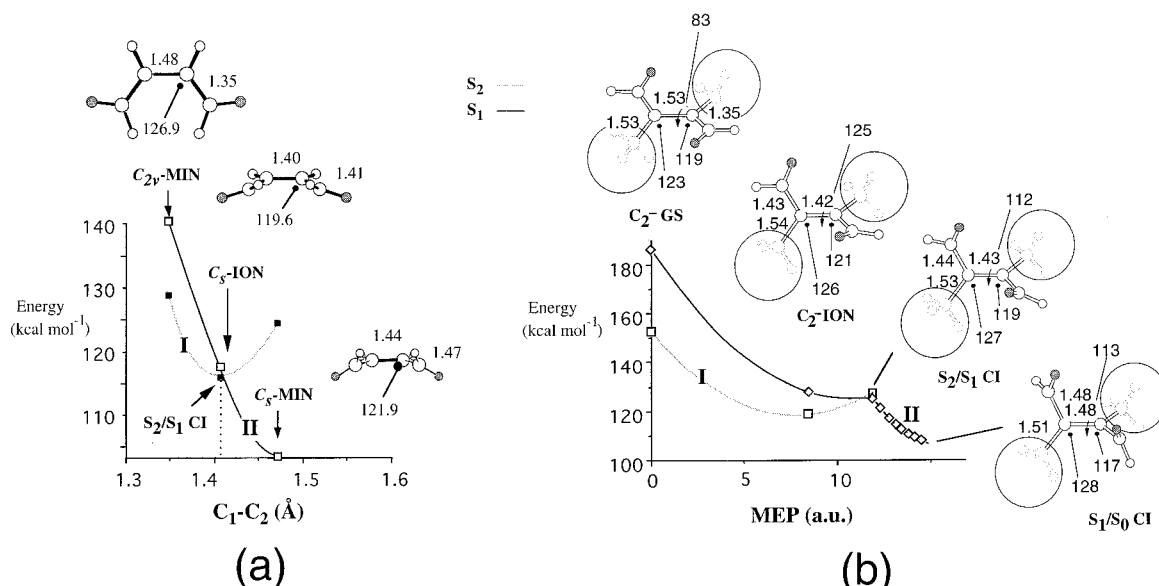 1.48
1.35
126.9
C2v-MIN
1.40
1.41
119.6
140
130
120
110
Energy
(kcal mol-1)
Cs-ION
I
II
S2/S1 CI
Cs-MIN
1.44
1.47
121.9
1.3
1.4
1.5
1.6
C1-C2 (Å)
(a)
S2
S1
83
1.53
1.35
1.53
119
123
C2-GS
125
1.43
1.42
1.54
121
126
C2-ION
112
1.44
1.43
1.53
119
127
S2/S1 CI
113
1.48
1.48
1.51
117
128
S1/S0 CI
180
160
140
120
100
Energy
(kcal mol-1)
I
II
0
5
10
MEP (a.u.)
(b)